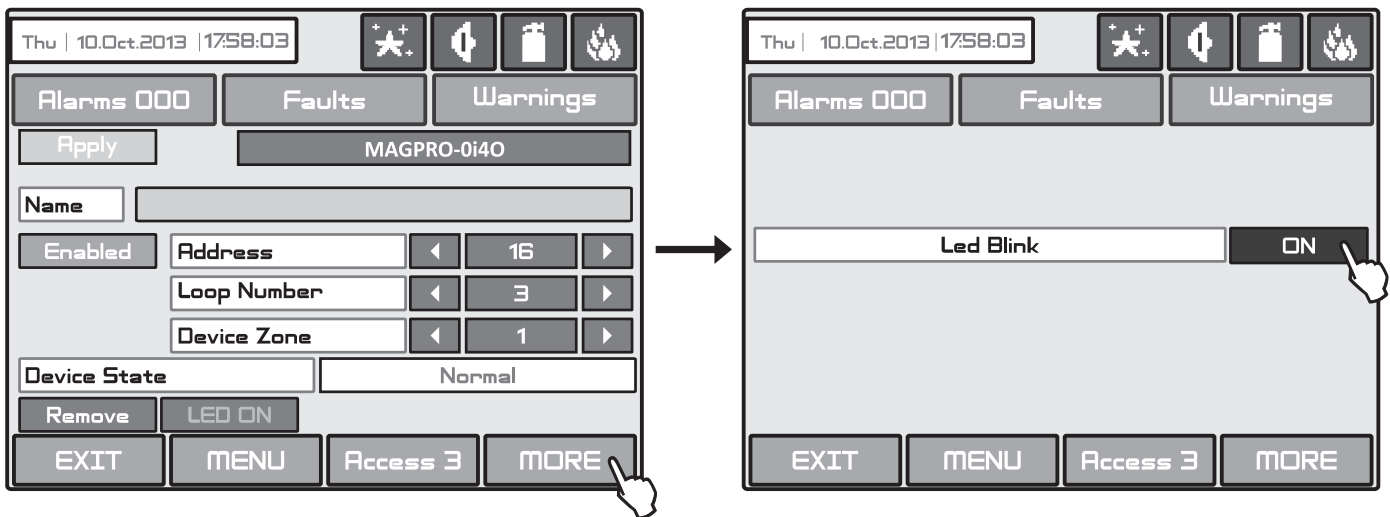 Thu | 10.Oct.2013 | 17:58:03
Alarms 000 Faults Warnings
Apply MAGPRO-0i4O
Name
Enabled Address 16
Loop Number 3
Device Zone 1
Device State Normal
Remove LED ON
EXIT MENU Access 3 MORE
Thu | 10.Oct.2013 | 17:58:03
Alarms 000 Faults Warnings
Led Blink ON
EXIT MENU Access 3 MORE